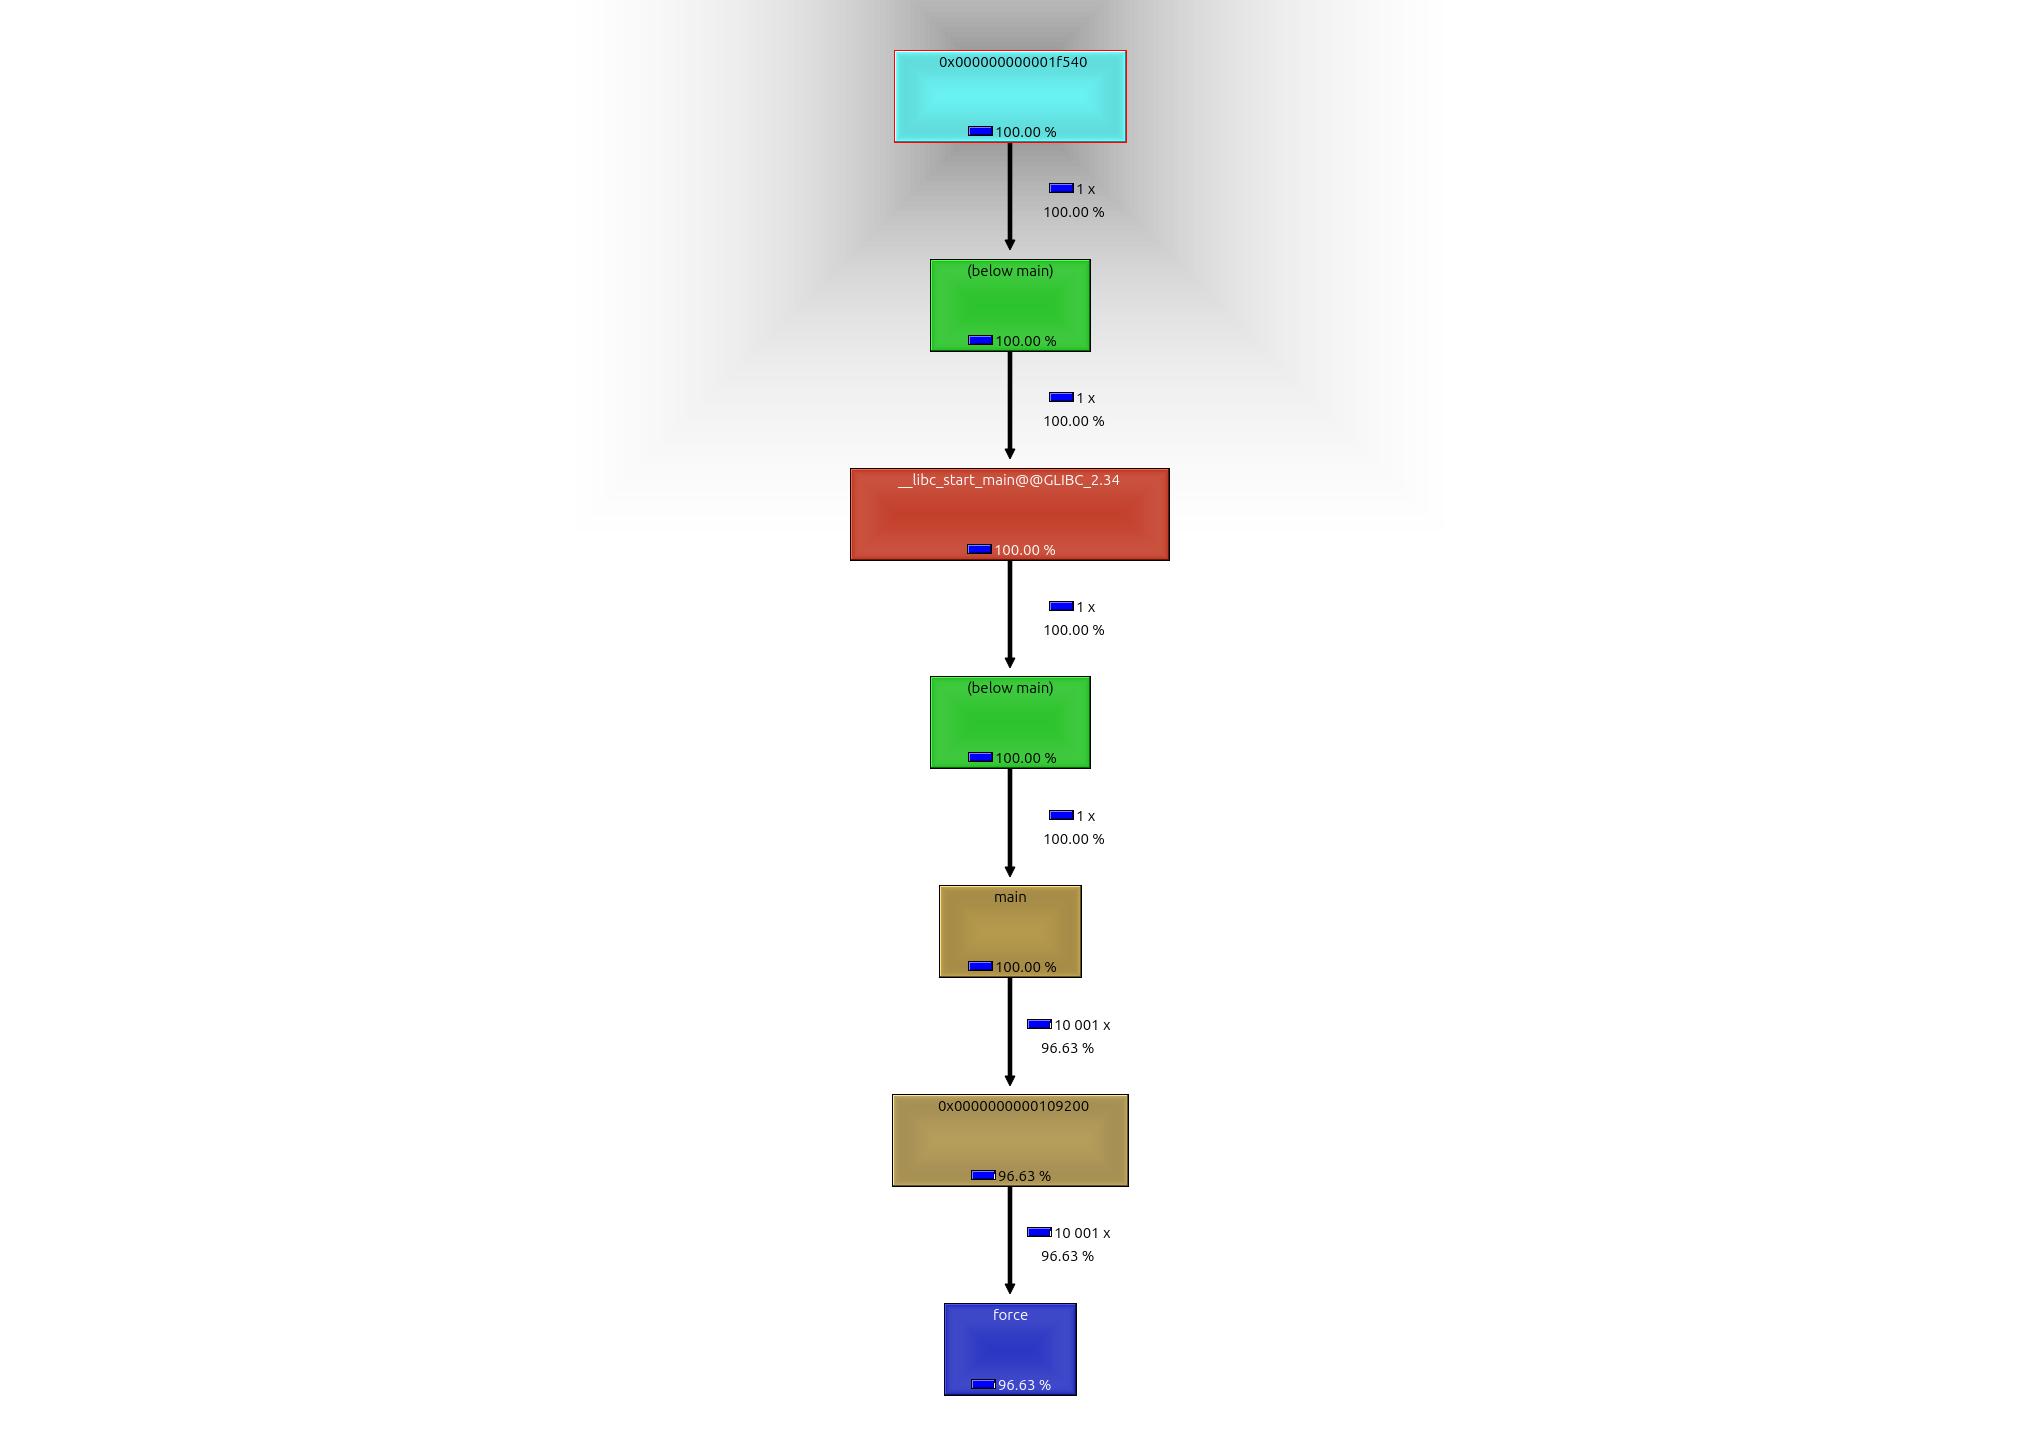 0x000000000001f540
100.00 %
1 x
100.00 %
(below main)
100.00 %
1 x
100.00 %
__libc_start_main@@GLIBC_2.34
100.00 %
1 x
100.00 %
(below main)
100.00 %
1 x
100.00 %
main
100.00 %
10 001 x
96.63 %
0x0000000000109200
96.63 %
10 001 x
96.63 %
force
96.63 %